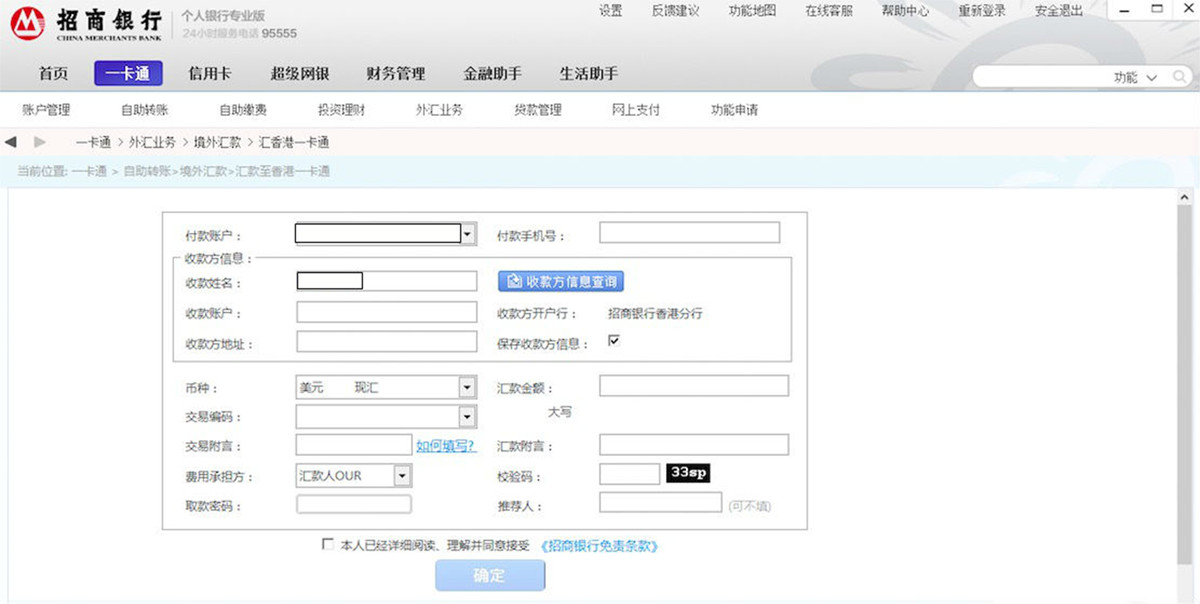 招商银行 个人银行专业版
CHINA MERCHANTS BANK 24小时服务电话 95555
设置 反馈建议 功能地图 在线客服 帮助中心 重新登录 安全退出
首页 一卡通 信用卡 超级网银 财务管理 金融助手 生活助手
功能
账户管理 自助转账 自助缴费 投资理财 外汇业务 贷款管理 网上支付 功能申请
一卡通 > 外汇业务 > 境外汇款 > 汇香港一卡通
当前位置: 一卡通 > 自助转账>境外汇款>汇款至香港一卡通
付款账户: 付款手机号:
收款方信息:
收款姓名: 收款方信息查询
收款账户: 收款方开户行: 招商银行香港分行
收款方地址: 保存收款方信息:
币种: 美元 现汇 汇款金额:
交易编码: 大写
交易附言: 如何填写? 汇款附言:
费用承担方: 汇款人OUR 校验码: 33sp
取款密码: 推荐人: (可不填)
本人已经详细阅读、理解并同意接受 《招商银行免责条款》
确定